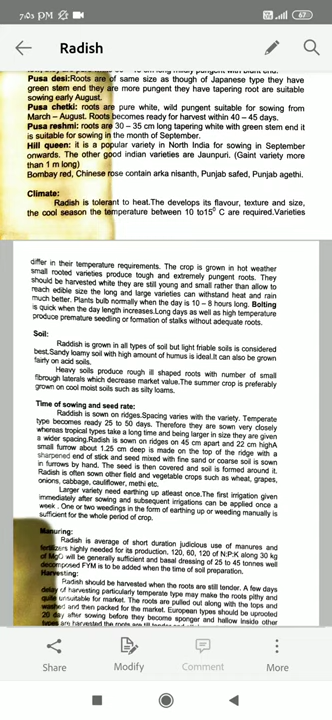 7:03 PM
67
Radish
Pusa desi:Roots are of same size as though of Japanese type they have
green stem end they are more pungent they have tapering root are suitable
sowing early August.
Pusa chetki: roots are pure white, wild pungent suitable for sowing from
March – August. Roots becomes ready for harvest within 40 – 45 days.
Pusa reshmi: roots are 30 – 35 cm long tapering white with green stem end it
is suitable for sowing in the month of September.
Hill queen: it is a popular variety in North India for sowing in September
onwards. The other good indian varieties are Jaunpuri. (Gaint variety more
than 1 m long)
Bombay red, Chinese rose contain arka nisanth, Punjab safed, Punjab agethi.
Climate:
Radish is tolerant to heat.The develops its flavour, texture and size,
the cool season the temperature between 10 to15° C are required.Varieties
differ in their temperature requirements. The crop is grown in hot weather
small rooted varieties produce tough and extremely pungent roots. They
should be harvested white they are still young and small rather than allow to
reach edible size the long and large varieties can withstand heat and rain
much better. Plants bulb normally when the day is 10 – 8 hours long. Bolting
is quick when the day length increases.Long days as well as high temperature
produce premature seedling or formation of stalks without adequate roots.
Soil:
Raddish is grown in all types of soil but light friable soils is considered
best.Sandy loamy soil with high amount of humus is ideal.It can also be grown
fairly on acid soils.
Heavy soils produce rough ill shaped roots with number of small
fibrough laterals which decrease market value.The summer crop is preferably
grown on cool moist soils such as silty loams.
Time of sowing and seed rate:
Raddish is sown on ridges.Spacing varies with the variety. Temperate
type becomes ready 25 to 50 days. Therefore they are sown very closely
whereas tropical types take a long time and being larger in size they are given
a wider spacing.Radish is sown on ridges on 45 cm apart and 22 cm highA
small furrow about 1.25 cm deep is made on the top of the ridge with a
sharpened end of stick and seed mixed with fine sand or coarse soil is sown
in furrows by hand. The seed is then covered and soil is formed around it.
Radish is often sown other field and vegetable crops such as wheat, grapes,
onions, cabbage, cauliflower, methi etc.
Larger variety need earthing up atleast once.The first irrigation given
immediately after sowing and subsequent irrigations can be applied once a
week . One or two weedings in the form of earthing up or weeding manually is
sufficient for the whole period of crop.
Manuring:
Radish is average of short duration judicious use of manures and
fertilizers highly needed for its production, 120, 60, 120 of N:P:K along 30 kg
of MgO will be generally sufficient and basal dressing of 25 to 45 tonnes well
decomposed FYM is to be added when the time of soil preparation.
Harvesting:
Radish should be harvested when the roots are still tender. A few days
delay of harvesting particularly temperate type may make the roots pithy and
quite unsuitable for market. The roots are pulled out along with the tops and
washed and then packed for the market. European types should be uprooted
20 day after sowing before they become sponger and hallow inside other
types are harvested the roots are till tender
Share
Modify
Comment
More